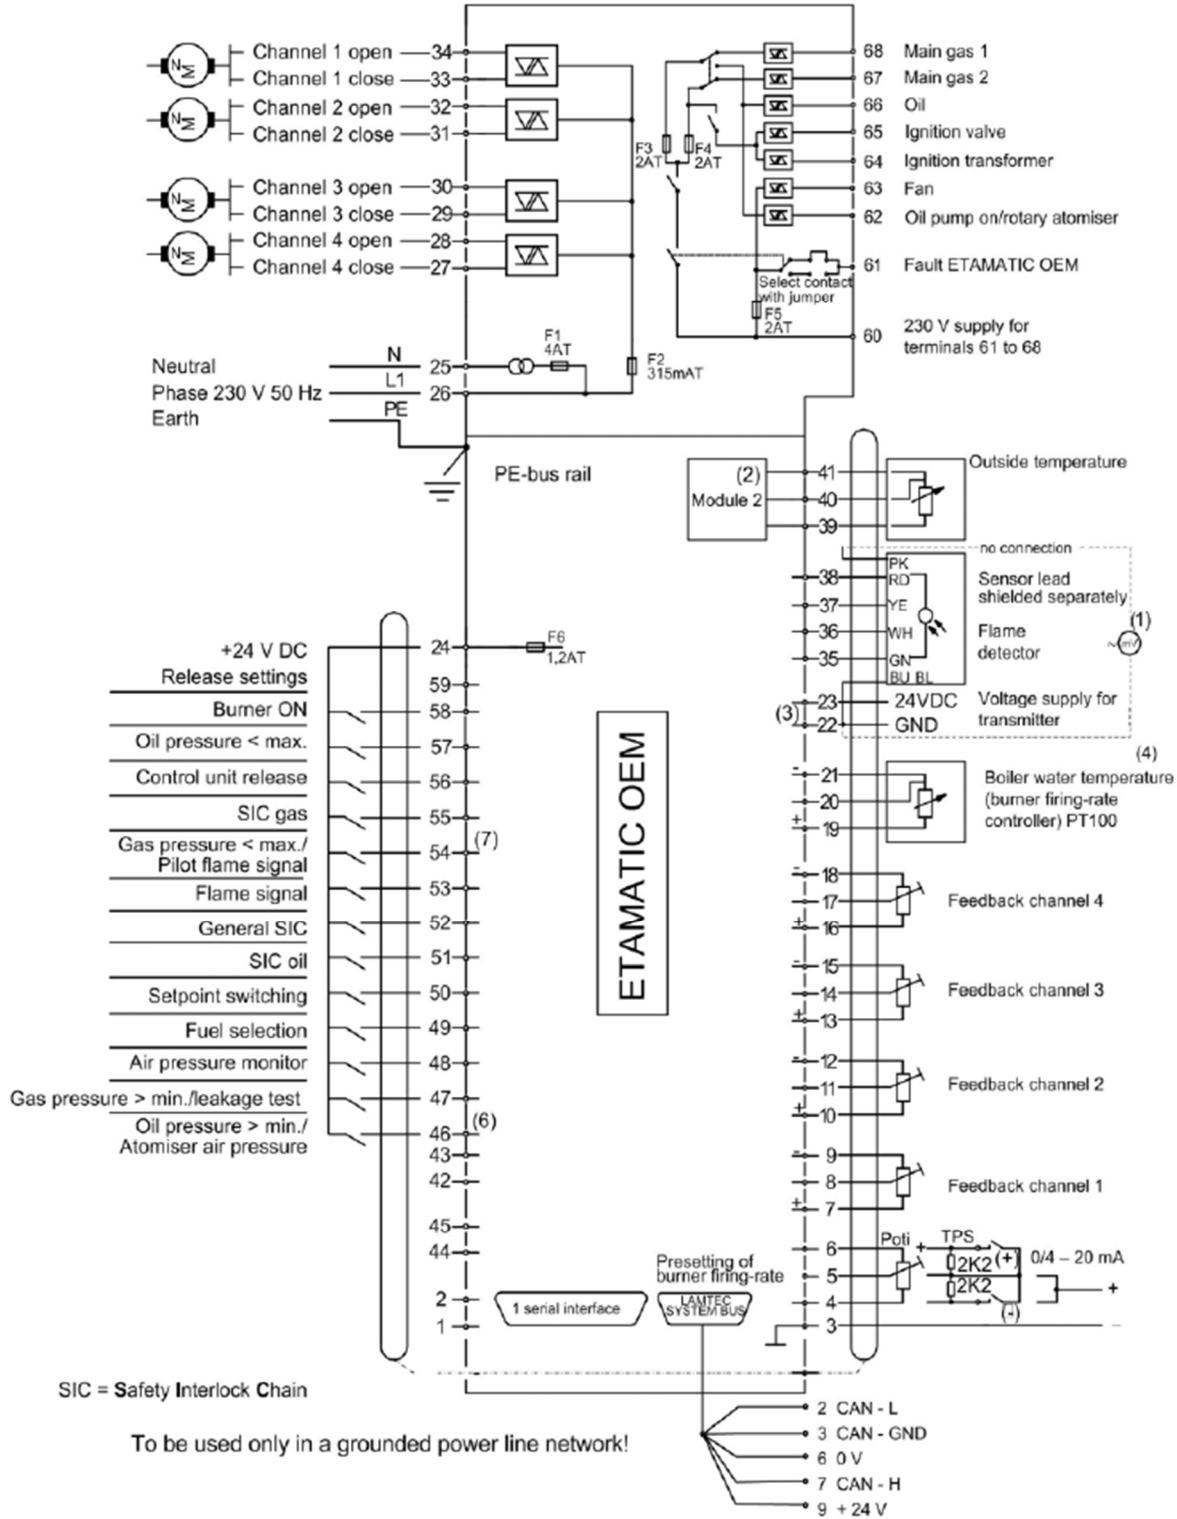 Channel 1 open 34
Channel 1 close 33
Channel 2 open 32
Channel 2 close 31
Channel 3 open 30
Channel 3 close 29
Channel 4 open 28
Channel 4 close 27
N M
N M
N M
N M
68 Main gas 1
67 Main gas 2
66 Oil
65 Ignition valve
64 Ignition transformer
63 Fan
62 Oil pump on/rotary atomiser
61 Fault ETAMATIC OEM
60 230 V supply for
terminals 61 to 68
F3
2AT
F4
2AT
Select contact
with jumper
F5
2AT
F1
4AT
F2
315mAT
Neutral N 25
Phase 230 V 50 Hz L1 26
Earth PE
PE-bus rail
(2)
Module 2
41
40
39
Outside temperature
no connection
PK
38 RD
37 YE
36 WH
35 GN
BU BL
Sensor lead
shielded separately
Flame
detector
(1)
~ mV
(3)
23 24VDC
22 GND
Voltage supply for
transmitter
(4)
- 21
20
+ 19
Boiler water temperature
(burner firing-rate
controller) PT100
- 18
17
+ 16
Feedback channel 4
- 15
14
+ 13
Feedback channel 3
- 12
11
+ 10
Feedback channel 2
- 9
8
+ 7
Feedback channel 1
6 Poti + TPS
5
4
3
2K2 (+)
2K2
(-)
0/4 – 20 mA
+
–
+24 V DC 24
F6
1,2AT
Release settings 59
Burner ON 58
Oil pressure < max. 57
Control unit release 56
SIC gas 55
Gas pressure < max./
Pilot flame signal 54 (7)
Flame signal 53
General SIC 52
SIC oil 51
Setpoint switching 50
Fuel selection 49
Air pressure monitor 48
Gas pressure > min./leakage test 47
Oil pressure > min./
Atomiser air pressure 46 (6)
43
42
45
44
2
1
ETAMATIC OEM
1 serial interface
Presetting of
burner firing-rate
LAMTEC
SYSTEM BUS
SIC = Safety Interlock Chain
To be used only in a grounded power line network!
2 CAN - L
3 CAN - GND
6 0 V
7 CAN - H
9 + 24 V